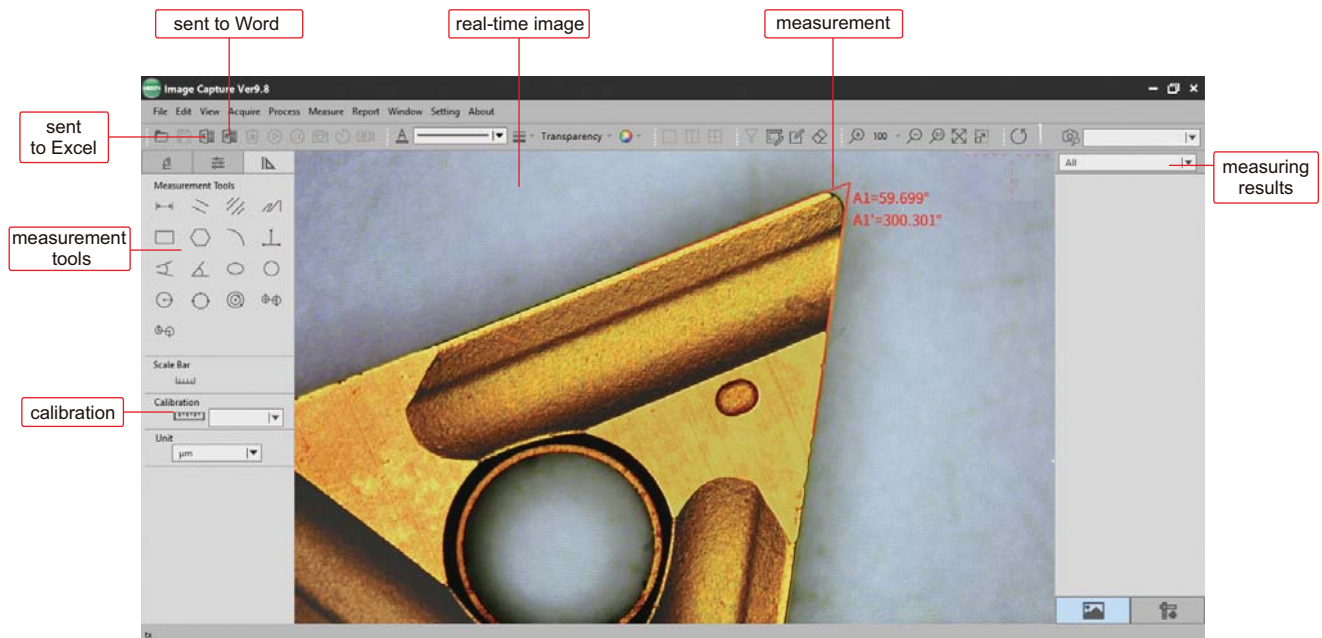 sent to Word
real-time image
measurement
Image Capture Ver9.8
File Edit View Acquire Process Measure Report Window Setting About
sent
to Excel
Transparency
100
All
measuring
results
Measurement Tools
A1=59.699°
A1'=300.301°
measurement
tools
Scale Bar
calibration
Calibration
Unit
μm